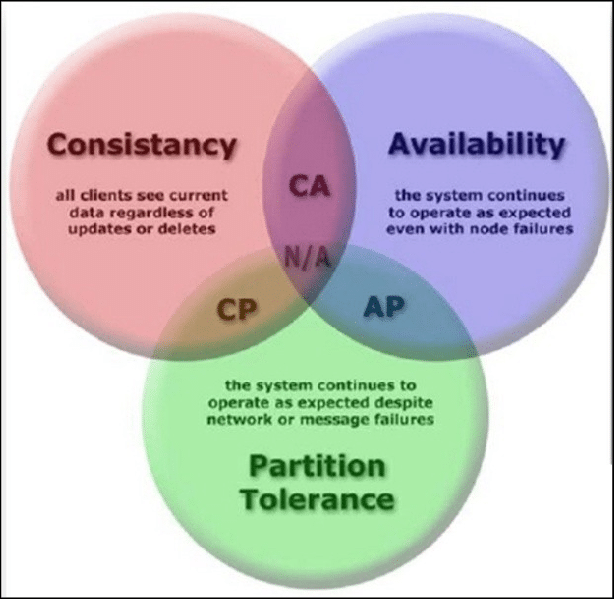 Consistancy
all clients see current
data regardless of
updates or deletes
Availability
the system continues
to operate as expected
even with node failures
CA
N/A
CP
AP
the system continues to
operate as expected despite
network or message failures
Partition
Tolerance